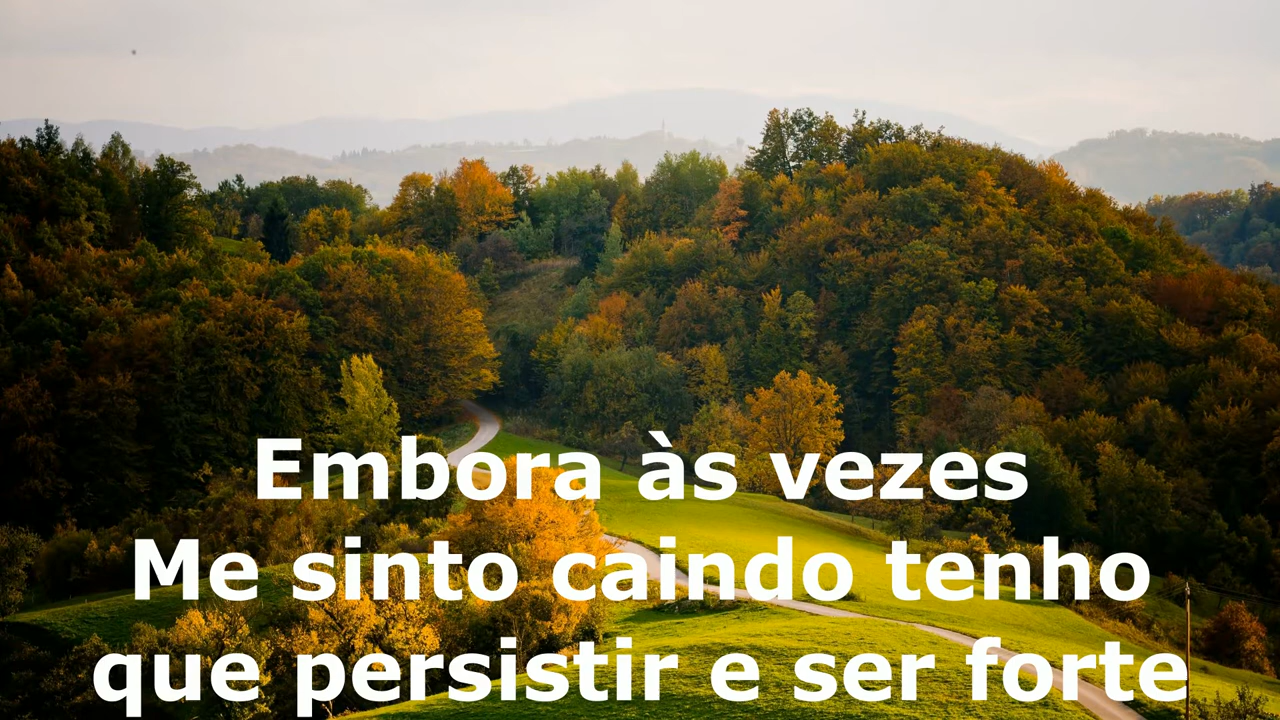 Embora às vezes
Me sinto caindo tenho
que persistir e ser forte